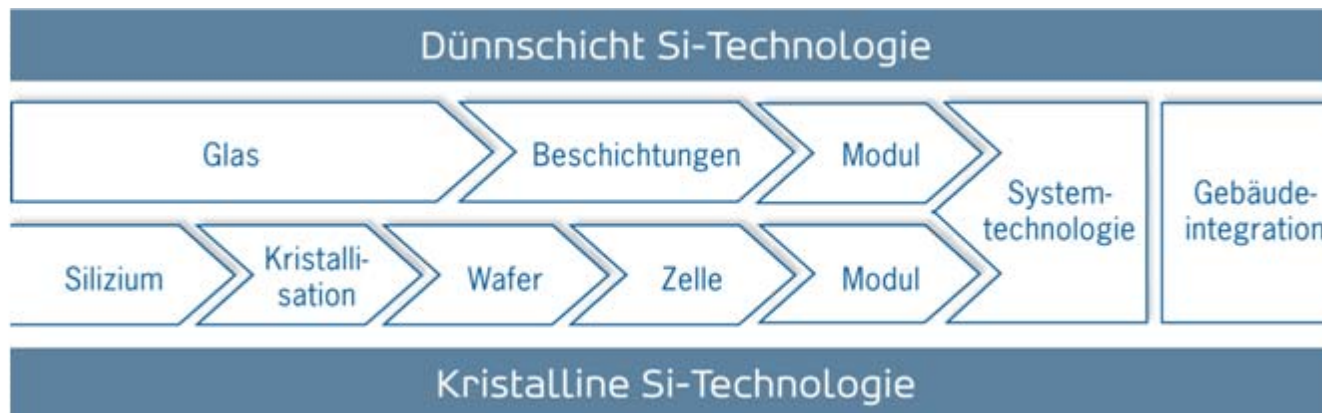 Dünnschicht Si-Technologie
Glas
Beschichtungen
Modul
System-
technologie
Gebäude-
integration
Silizium
Kristalli-
sation
Wafer
Zelle
Modul
Kristalline Si-Technologie